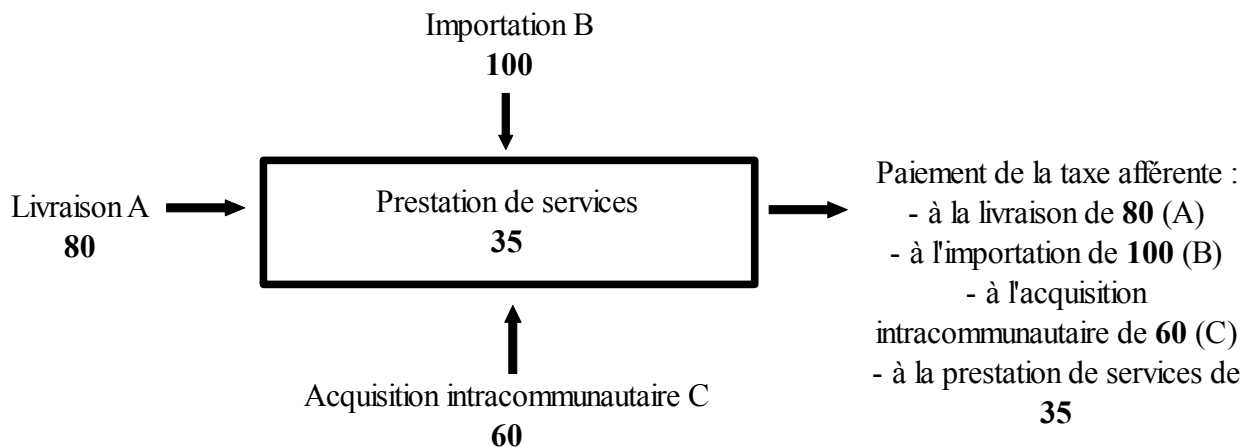 Importation B
100
Livraison A
80
Prestation de services
35
Acquisition intracommunautaire C
60
Paiement de la taxe afférente :
- à la livraison de 80 (A)
- à l'importation de 100 (B)
- à l'acquisition
intracommunautaire de 60 (C)
- à la prestation de services de
35